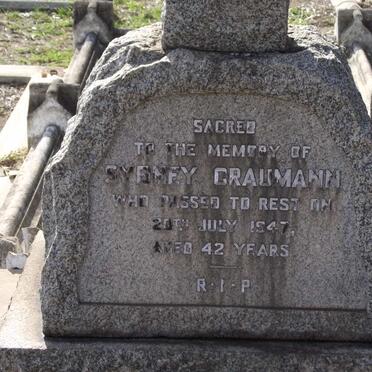 SACRED
TO THE MEMORY OF
SYDNEY GRAUMANN
WHO PASSED TO REST ON
20TH JULY 1947.
AGED 42 YEARS
R·I·P